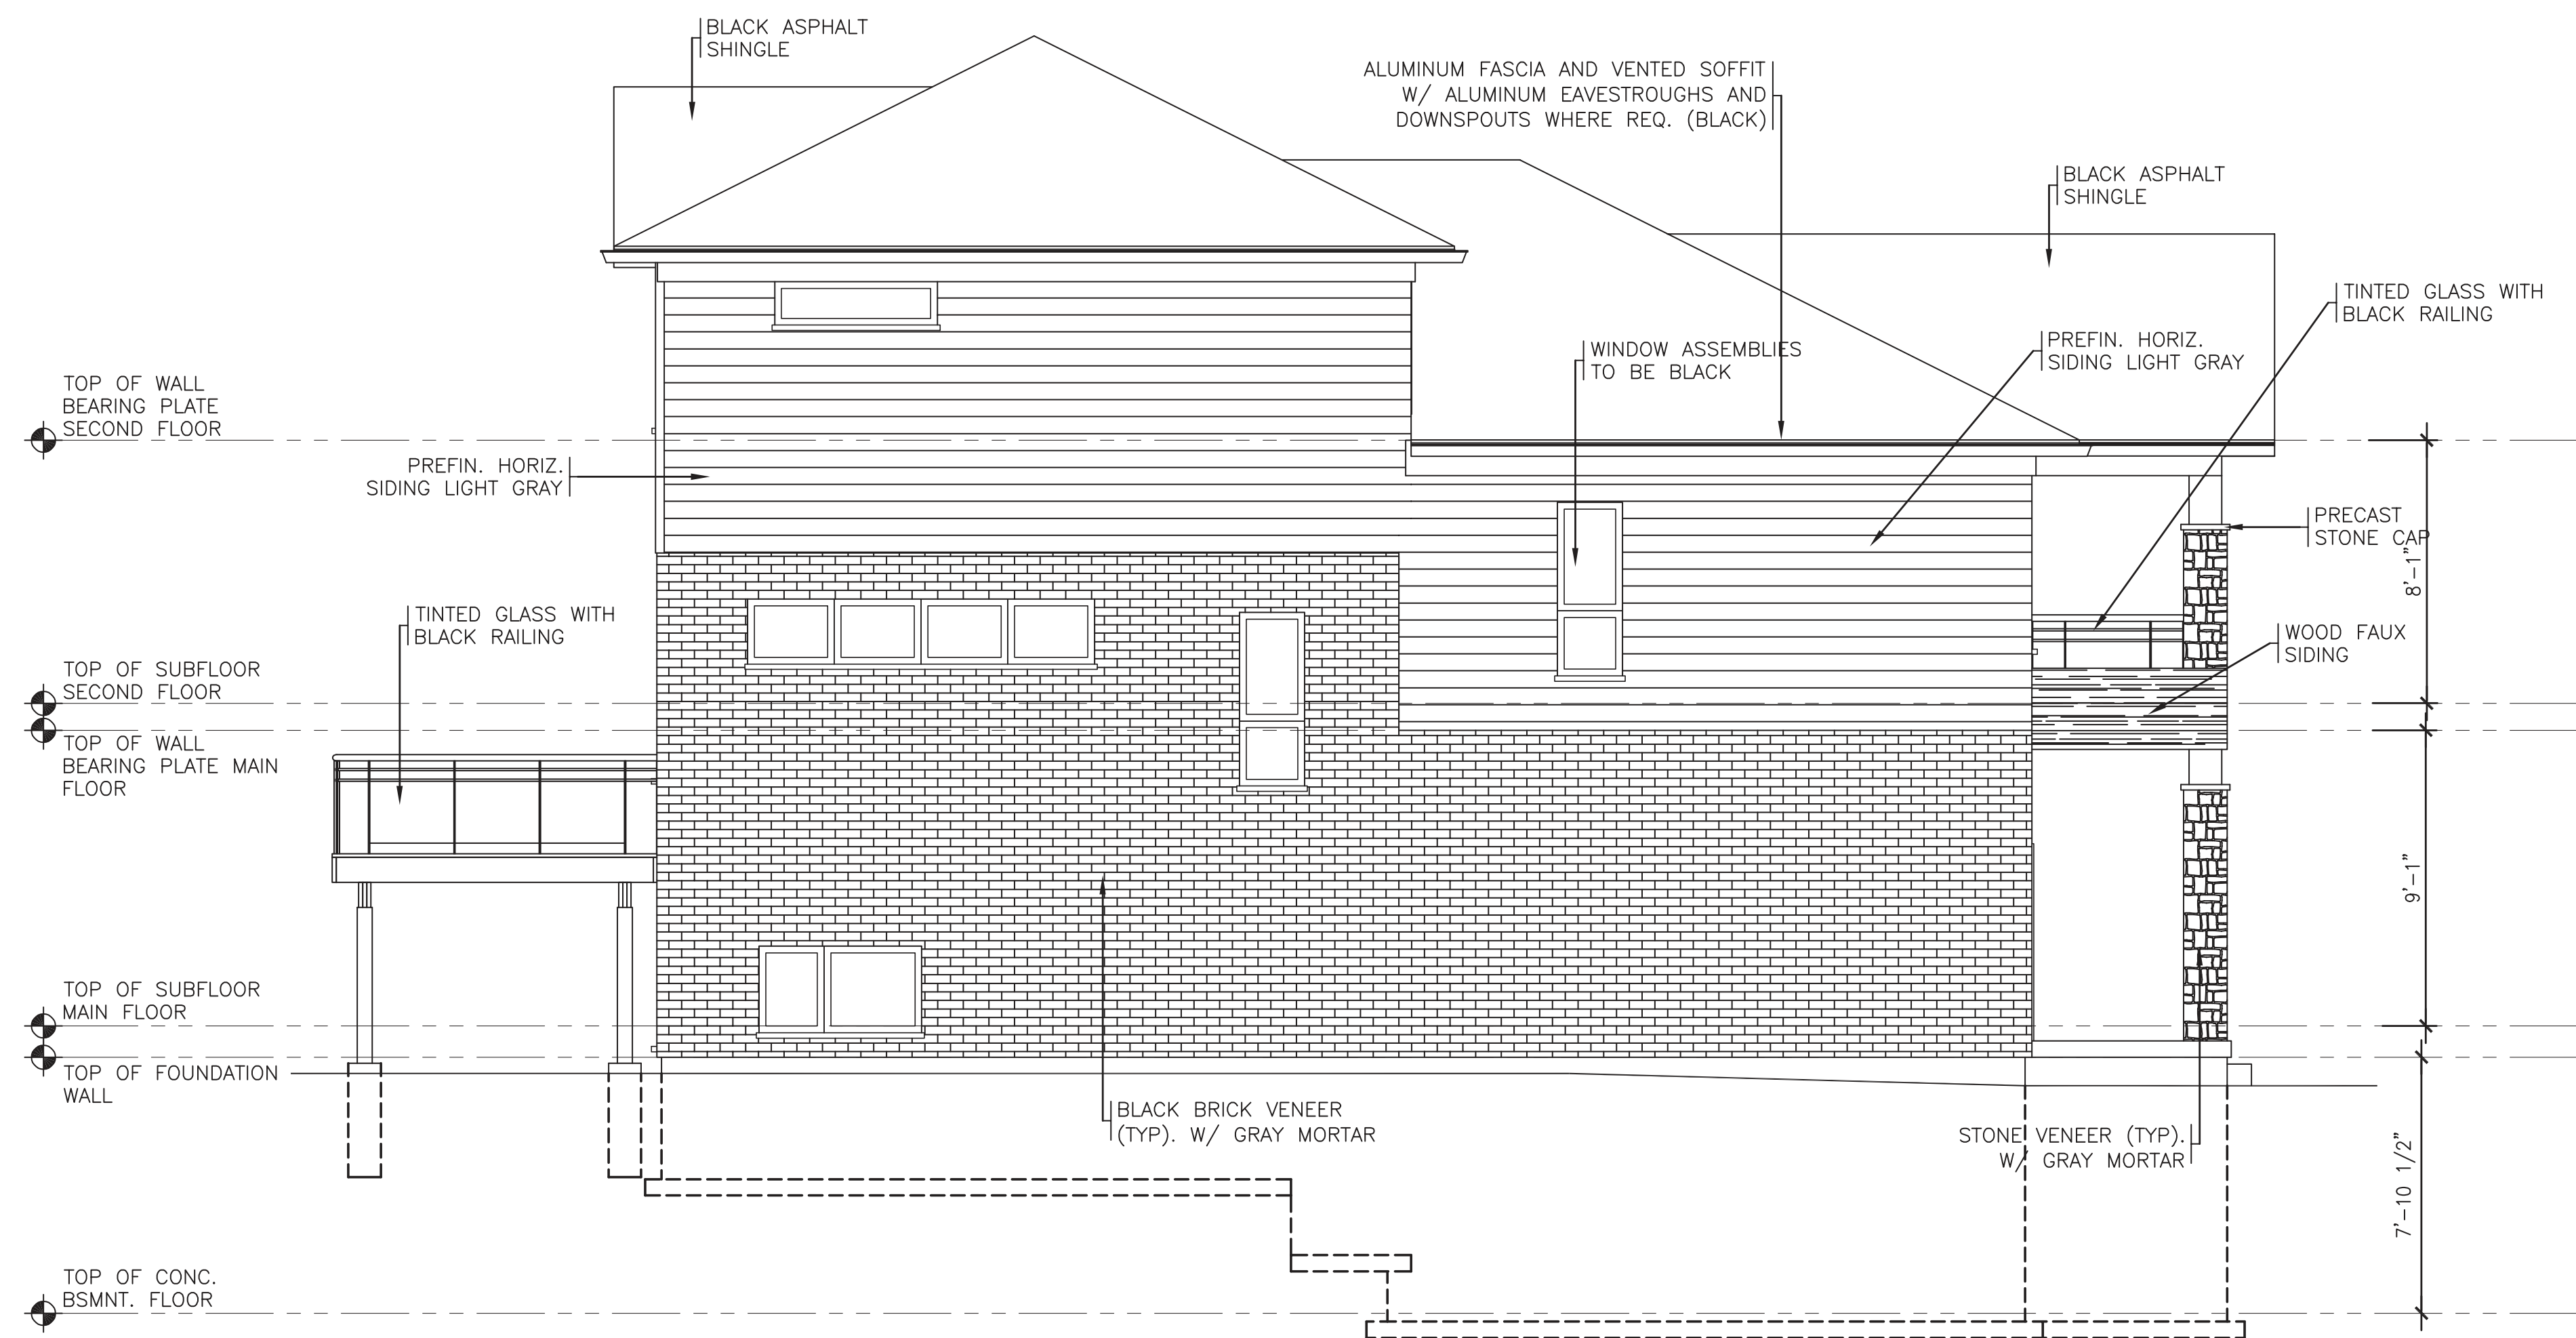 BLACK ASPHALT
SHINGLE
ALUMINUM FASCIA AND VENTED SOFFIT
W/ ALUMINUM EAVESTROUGHS AND
DOWNSPOUTS WHERE REQ. (BLACK)
BLACK ASPHALT
SHINGLE
TINTED GLASS WITH
BLACK RAILING
WINDOW ASSEMBLIES
TO BE BLACK
PREFIN. HORIZ.
SIDING LIGHT GRAY
TOP OF WALL
BEARING PLATE
SECOND FLOOR
PREFIN. HORIZ.
SIDING LIGHT GRAY
PRECAST
STONE CAP
8'-1"
TINTED GLASS WITH
BLACK RAILING
WOOD FAUX
SIDING
TOP OF SUBFLOOR
SECOND FLOOR
TOP OF WALL
BEARING PLATE MAIN
FLOOR
9'-1"
TOP OF SUBFLOOR
MAIN FLOOR
TOP OF FOUNDATION
WALL
BLACK BRICK VENEER
(TYP). W/ GRAY MORTAR
STONE VENEER (TYP).
W/ GRAY MORTAR
7'-10 1/2"
TOP OF CONC.
BSMNT. FLOOR